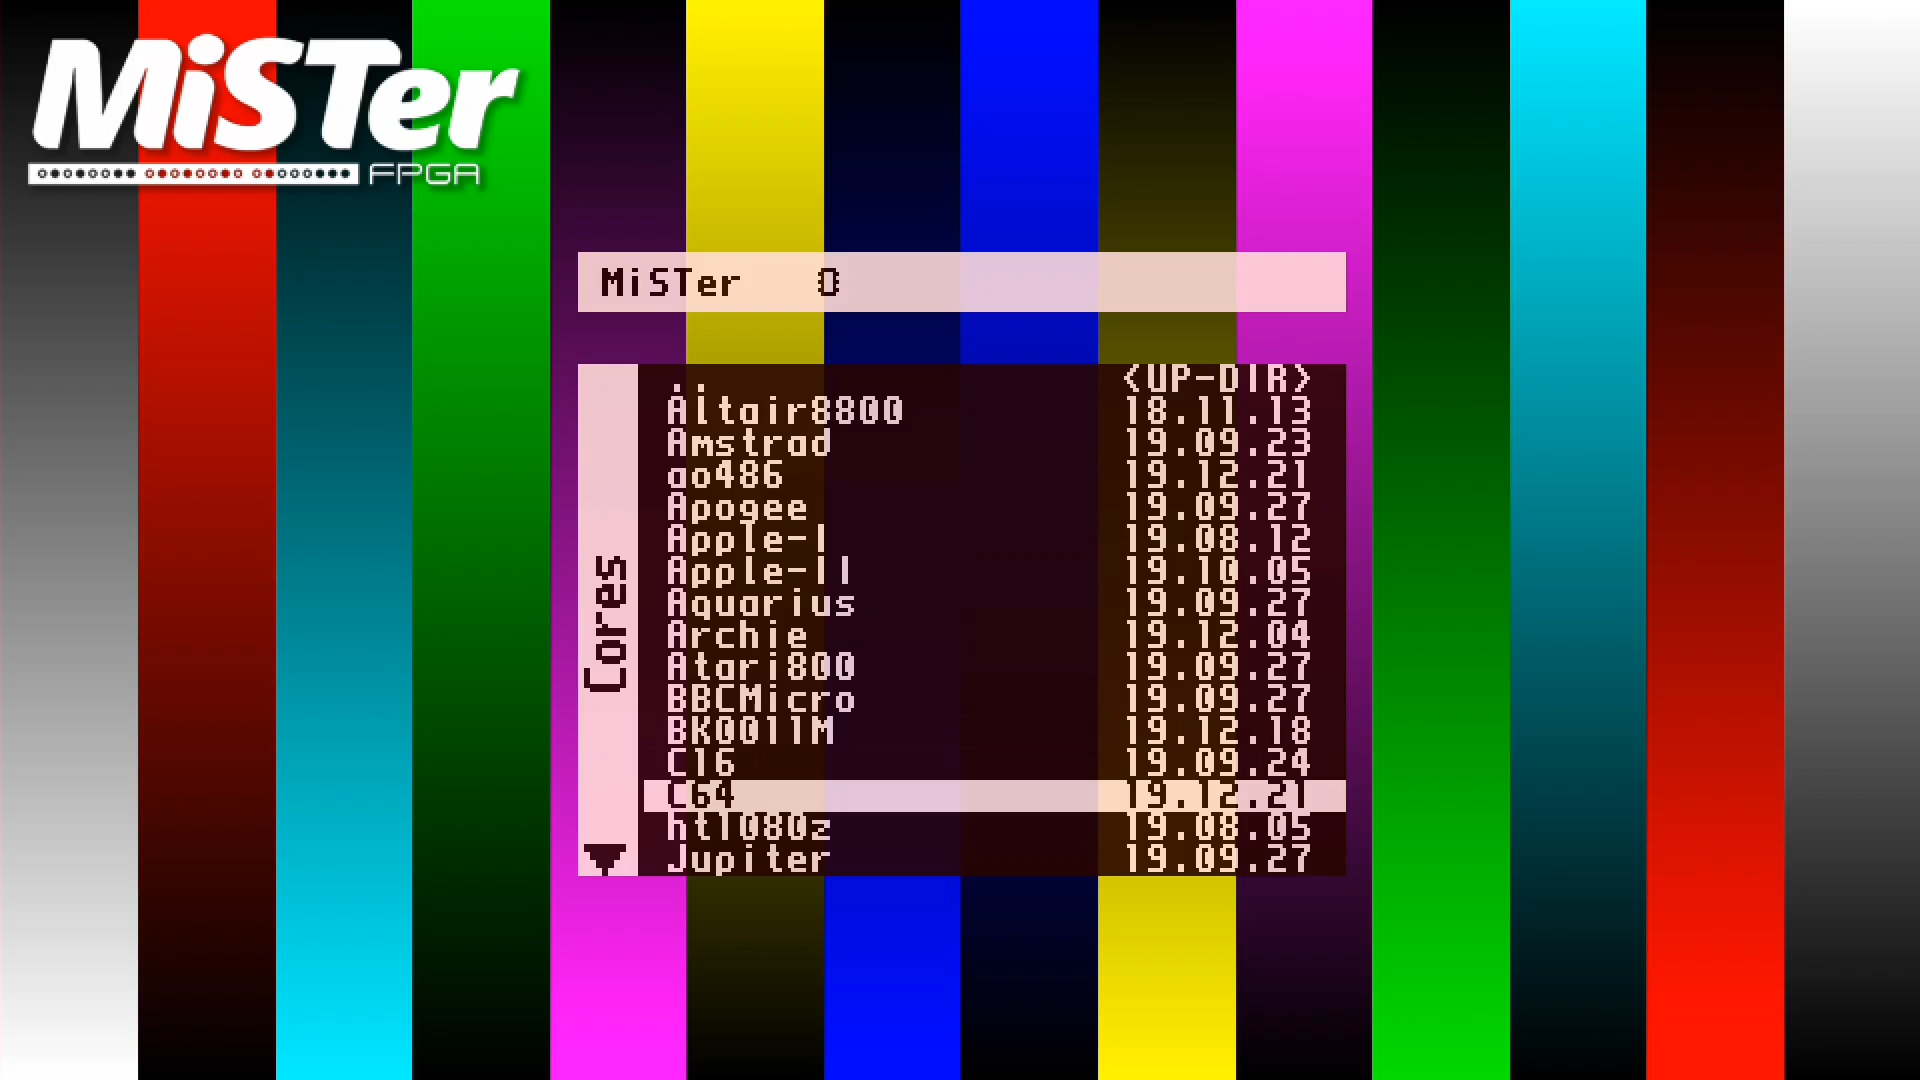 MiSTer
FPGA
MiSTer
Cores
.. <UP-DIR>
Altair8800 18.11.13
Amstrad 19.09.23
ao486 19.12.21
Apogee 19.09.27
Apple-I 19.08.12
Apple-II 19.10.05
Aquarius 19.09.27
Archie 19.12.04
Atari800 19.09.27
BBCMicro 19.09.27
BK0011M 19.12.18
C16 19.09.24
C64 19.12.21
ht1080z 19.08.05
Jupiter 19.09.27